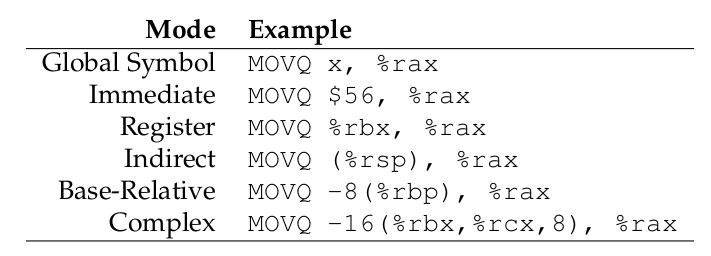 Mode Example
Global Symbol MOVQ x, %rax
Immediate MOVQ $56, %rax
Register MOVQ %rbx, %rax
Indirect MOVQ (%rsp), %rax
Base-Relative MOVQ -8(%rbp), %rax
Complex MOVQ -16(%rbx,%rcx,8), %rax